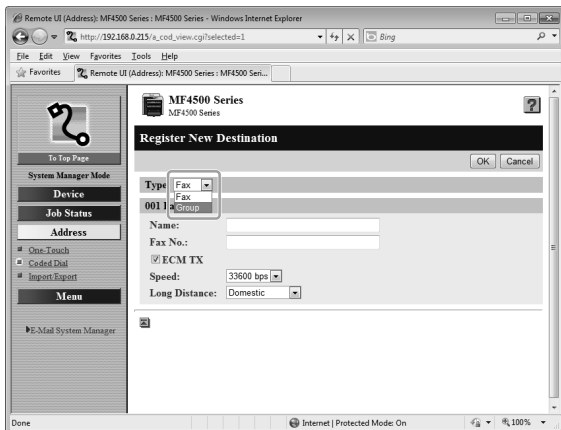 Remote UI (Address): MF4500 Series : MF4500 Series - Windows Internet Explorer
http://192.168.0.215/a_cod_view.cgi?selected=1
Bing
File Edit View Favorites Tools Help
Favorites
Remote UI (Address): MF4500 Series : MF4500 Seri...
MF4500 Series
MF4500 Series
Register New Destination
To Top Page
OK Cancel
System Manager Mode
Device
Job Status
Address
One-Touch
Coded Dial
Import/Export
Menu
E-Mail System Manager
Type Fax
Fax
Group
001
Name:
Fax No.:
ECM TX
Speed: 33600 bps
Long Distance: Domestic
Done
Internet | Protected Mode: On
100%